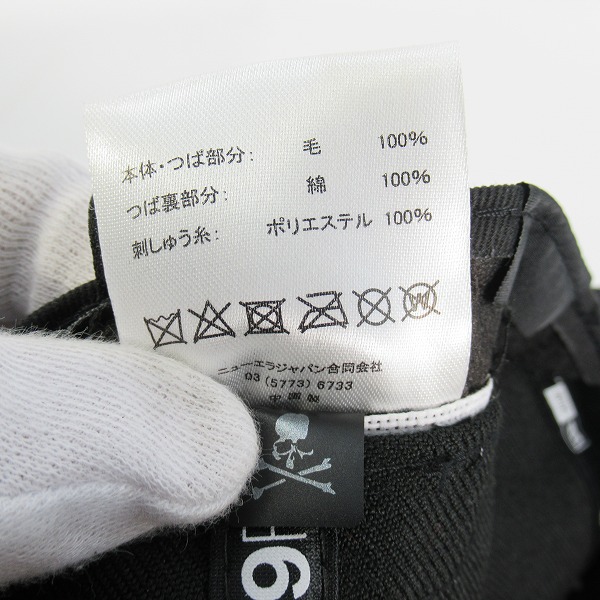 本体・つば部分: 毛 100%
つば裏部分: 綿 100%
刺しゅう糸: ポリエステル 100%
ニューエラジャパン合同会社
03 (5773) 6733
中国製
9F